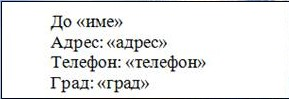 До «име»
Адрес: «адрес»
Телефон: «телефон»
Град: «град»